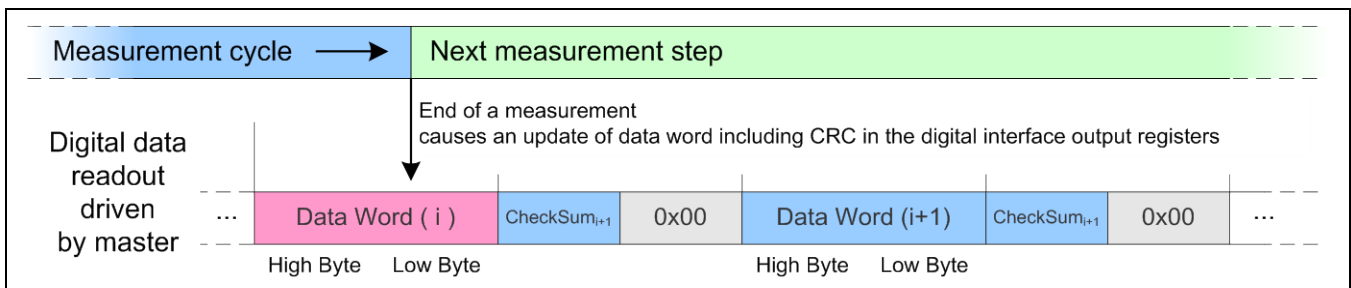 Measurement cycle
Next measurement step
End of a measurement
causes an update of data word including CRC in the digital interface output registers
Digital data
readout
driven
by master
... Data Word ( i ) CheckSumi+1 0x00 Data Word (i+1) CheckSumi+1 0x00 ...
High Byte Low Byte High Byte Low Byte